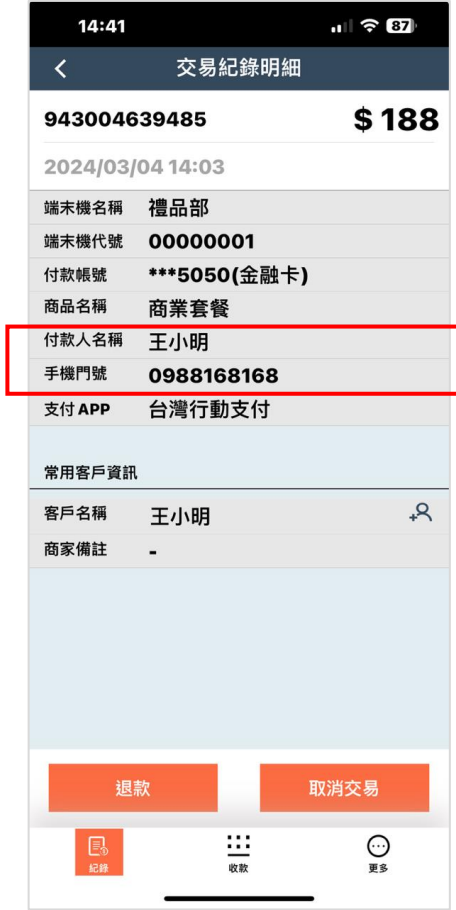 14:41 87
交易紀錄明細
943004639485 $ 188
2024/03/04 14:03
端末機名稱 禮品部
端末機代號 00000001
付款帳號 ***5050(金融卡)
商品名稱 商業套餐
付款人名稱 王小明
手機門號 0988168168
支付 APP 台灣行動支付
常用客戶資訊
客戶名稱 王小明
商家備註 -
退款 取消交易
紀錄 收款 更多